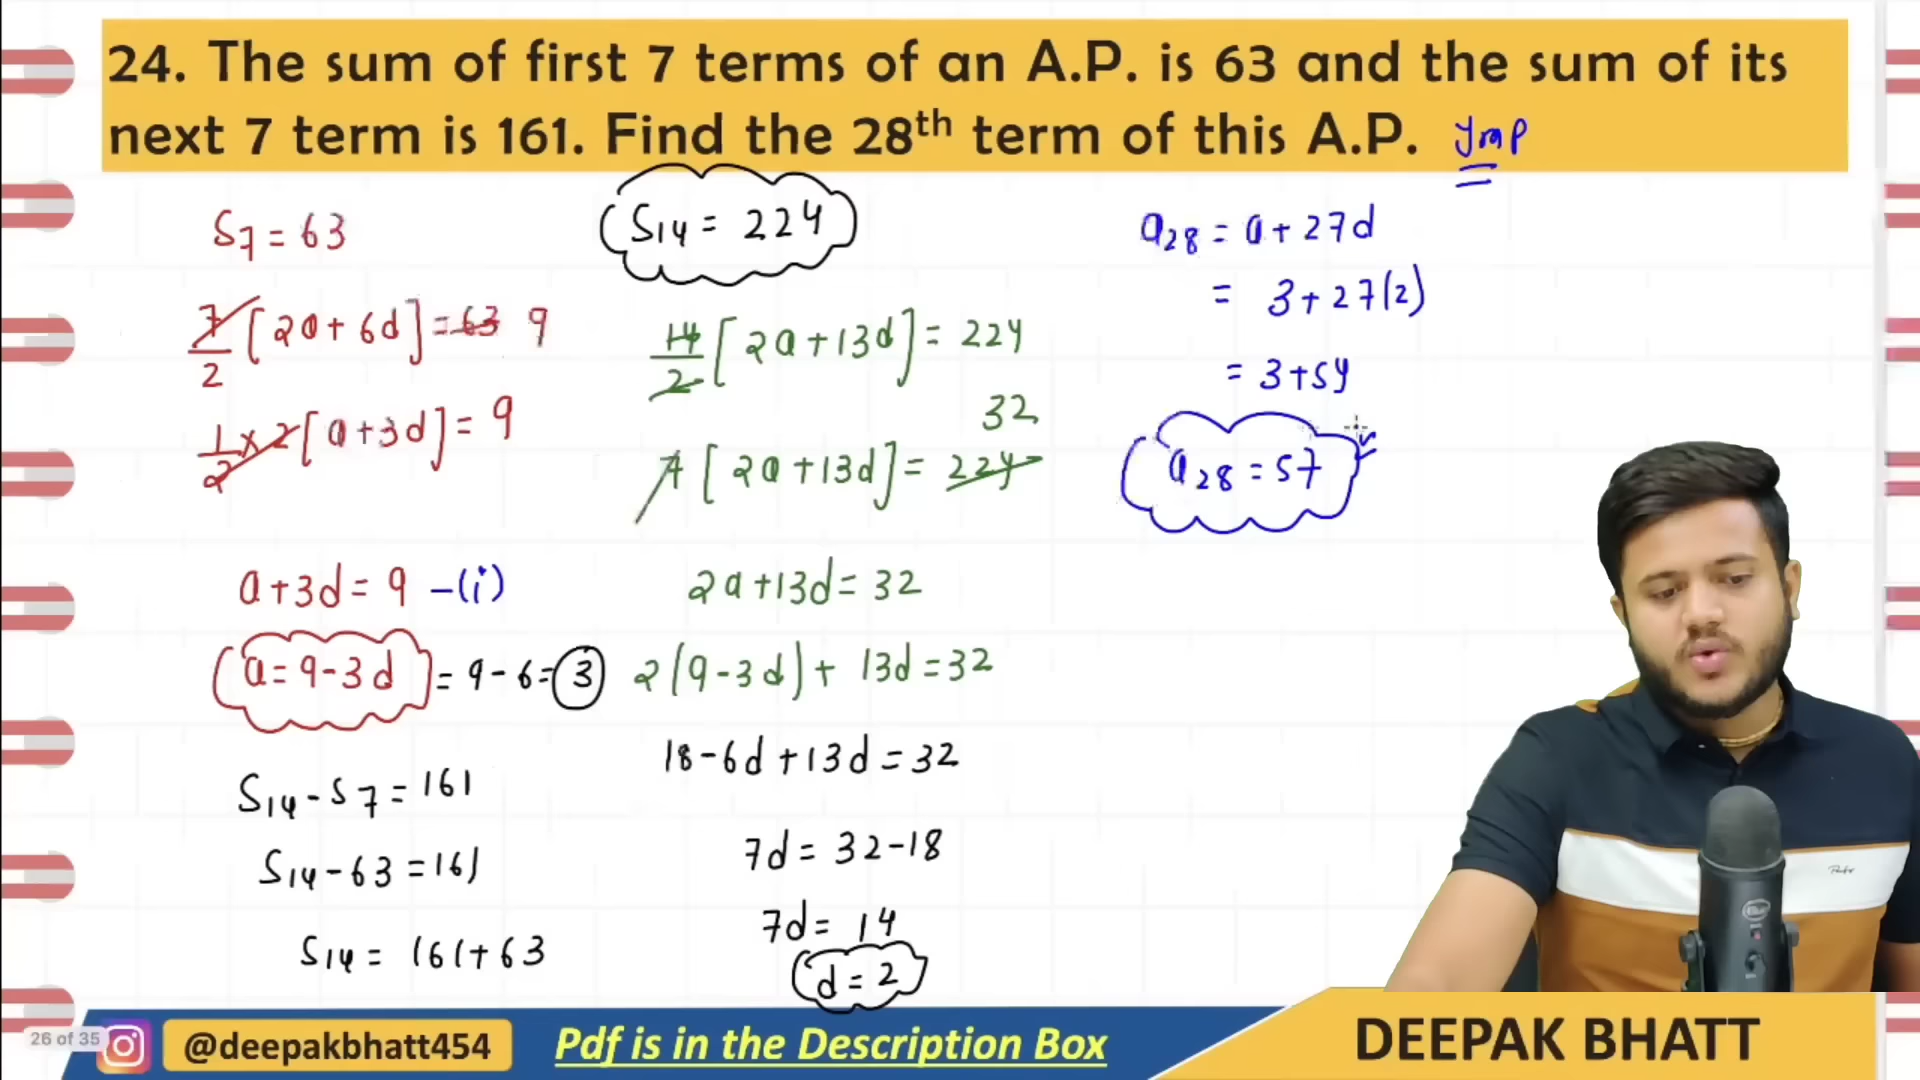 24. The sum of first 7 terms of an A.P. is 63 and the sum of its
next 7 term is 161. Find the 28th term of this A.P. Imp
S7 = 63
7/2 [2a + 6d] = 63 9
1/2 × 2 [a + 3d] = 9
a + 3d = 9 – (i)
a = 9 - 3d = 9 - 6 = 3
S14 - S7 = 161
S14 - 63 = 161
S14 = 161 + 63
S14 = 224
14/2 [2a + 13d] = 224
32
7 [2a + 13d] = 224
2a + 13d = 32
2(9 - 3d) + 13d = 32
18 - 6d + 13d = 32
7d = 32 - 18
7d = 14
d = 2
a28 = a + 27d
= 3 + 27(2)
= 3 + 54
a28 = 57
26 of 35
@deepakbhatt454
Pdf is in the Description Box
DEEPAK BHATT